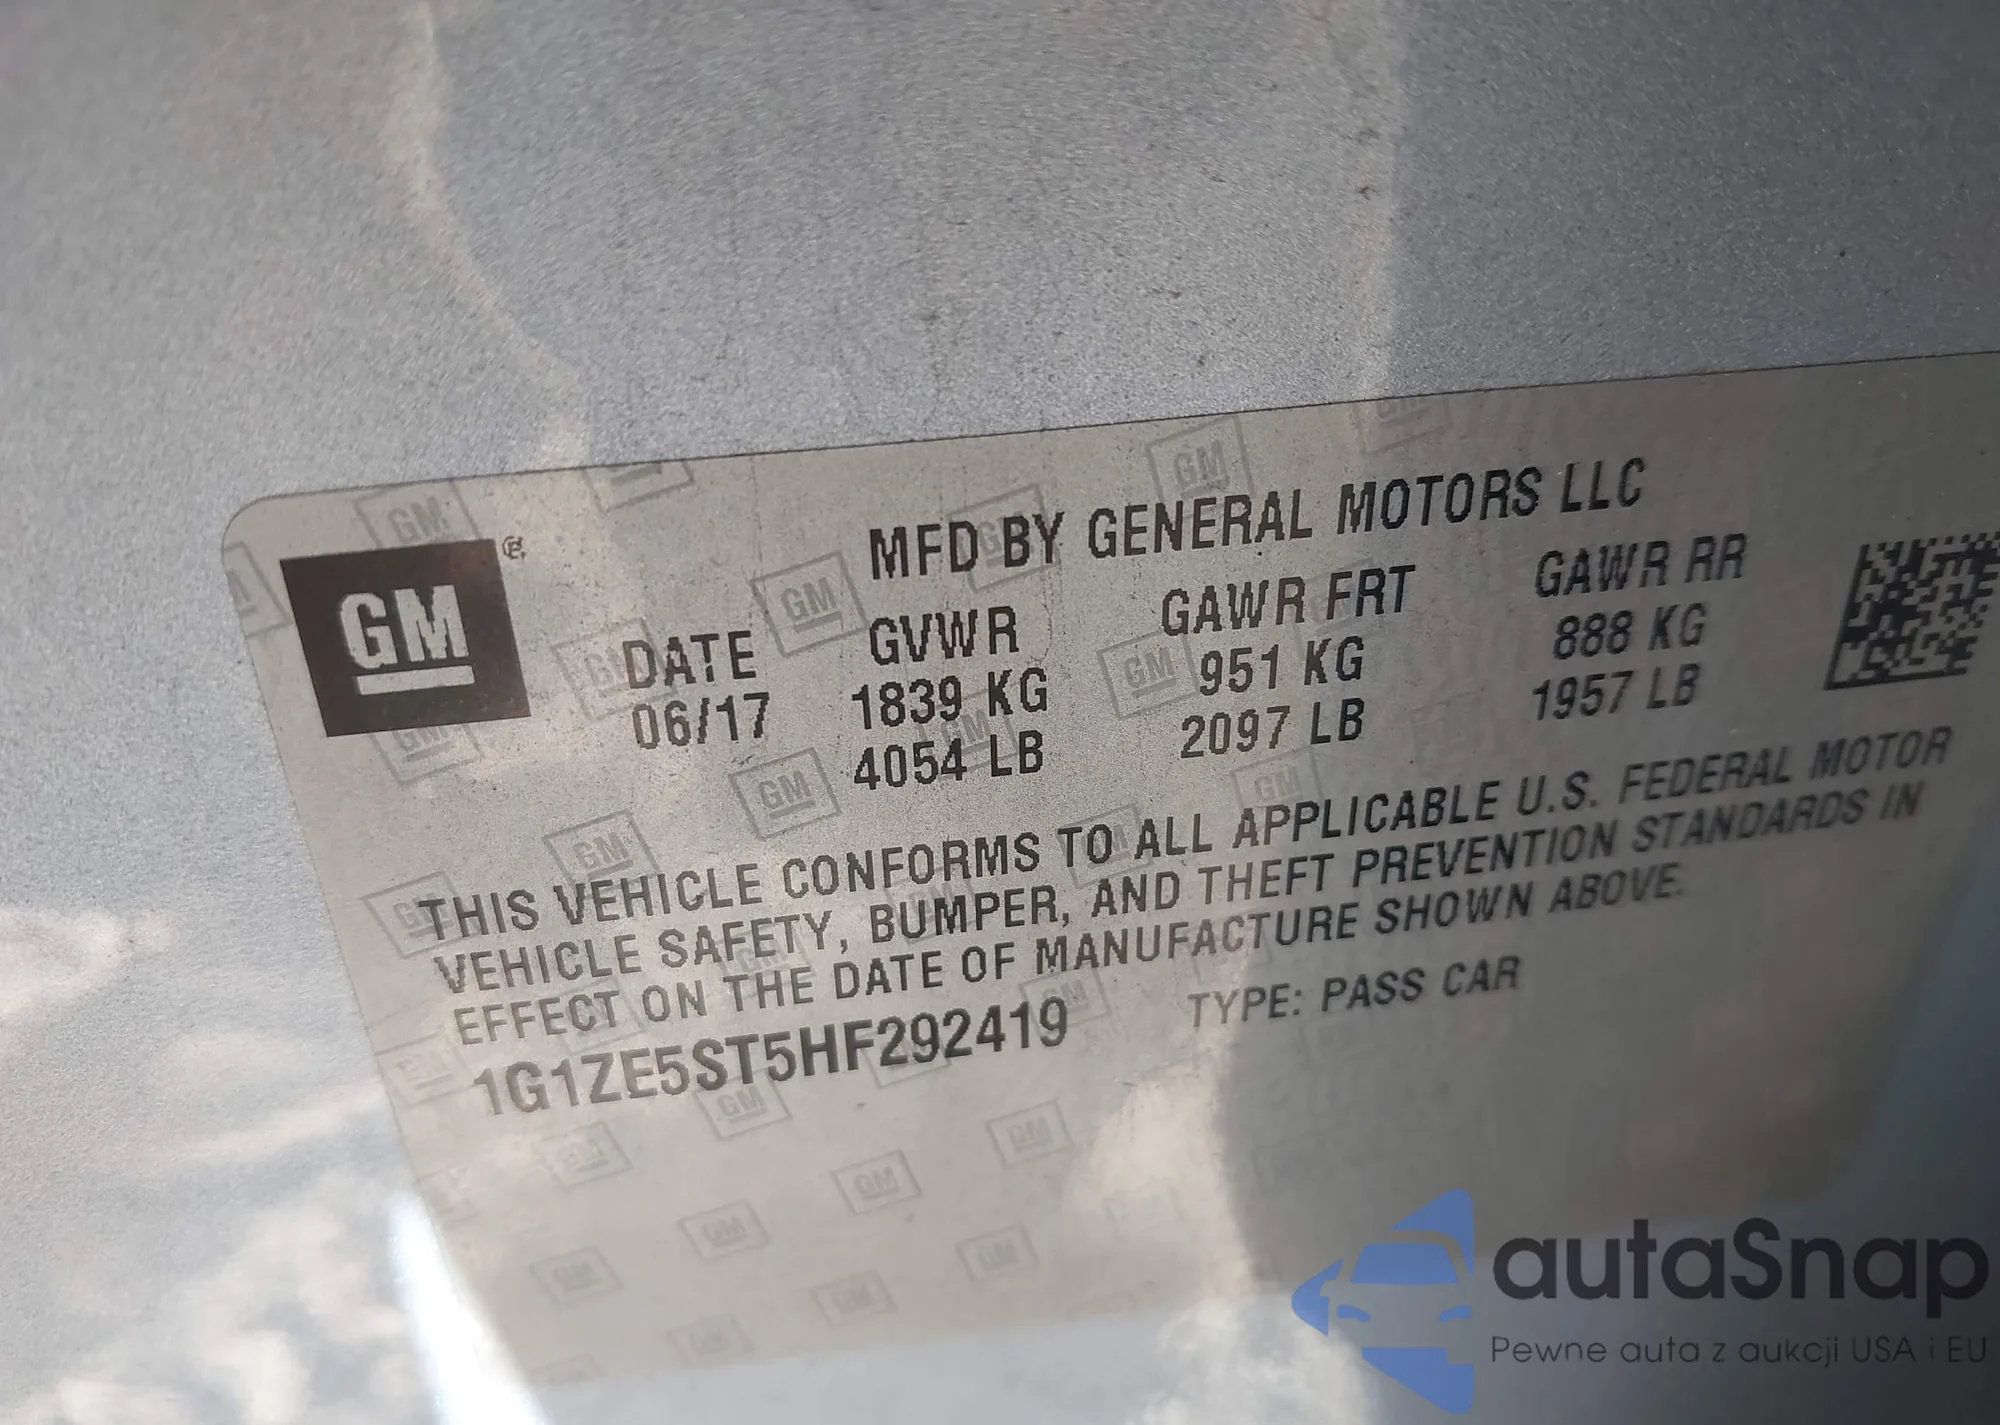 GM
MFD BY GENERAL MOTORS LLC
DATE GVWR GAWR FRT GAWR RR
06/17 1839 KG 951 KG 888 KG
4054 LB 2097 LB 1957 LB
THIS VEHICLE CONFORMS TO ALL APPLICABLE U.S. FEDERAL MOTOR
VEHICLE SAFETY, BUMPER, AND THEFT PREVENTION STANDARDS IN
EFFECT ON THE DATE OF MANUFACTURE SHOWN ABOVE.
1G1ZE5ST5HF292419 TYPE: PASS CAR
autaSnap
Pewne auta z aukcji USA i EU